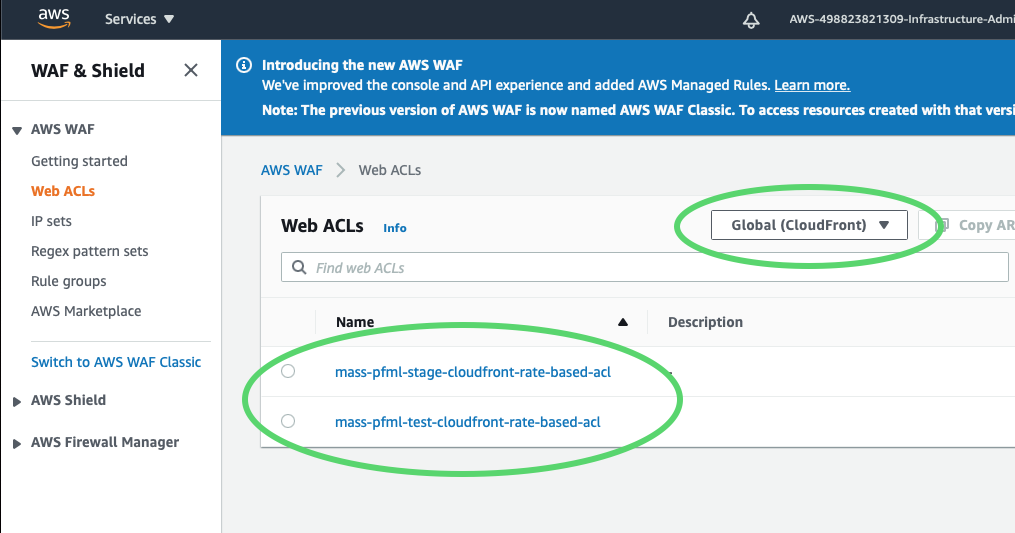 aws
Services
AWS-498823821309-Infrastructure-Admi
WAF & Shield
AWS WAF
Getting started
Web ACLs
IP sets
Regex pattern sets
Rule groups
AWS Marketplace
Switch to AWS WAF Classic
AWS Shield
AWS Firewall Manager
Introducing the new AWS WAF
We've improved the console and API experience and added AWS Managed Rules. Learn more.
Note: The previous version of AWS WAF is now named AWS WAF Classic. To access resources created with that versi
AWS WAF > Web ACLs
Web ACLs Info
Global (CloudFront)
Copy AR
Find web ACLs
Name Description
mass-pfml-stage-cloudfront-rate-based-acl -
mass-pfml-test-cloudfront-rate-based-acl